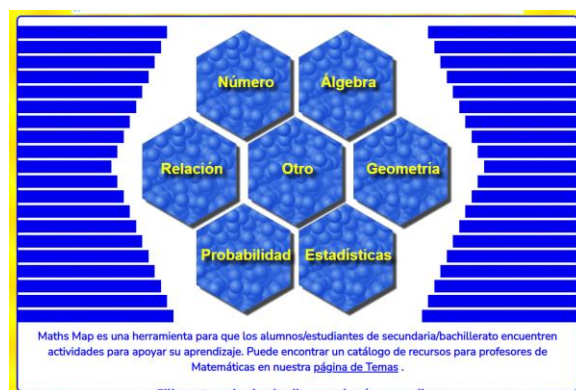 Número
Álgebra
Relación
Otro
Geometría
Probabilidad
Estadísticas
Maths Map es una herramienta para que los alumnos/estudiantes de secundaria/bachillerato encuentren
actividades para apoyar su aprendizaje. Puede encontrar un catálogo de recursos para profesores de
Matemáticas en nuestra página de Temas .